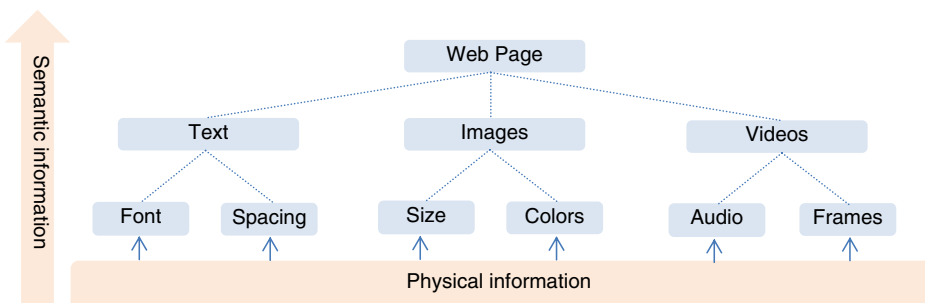 Semantic information
Web Page
Text
Images
Videos
Font
Spacing
Size
Colors
Audio
Frames
Physical information